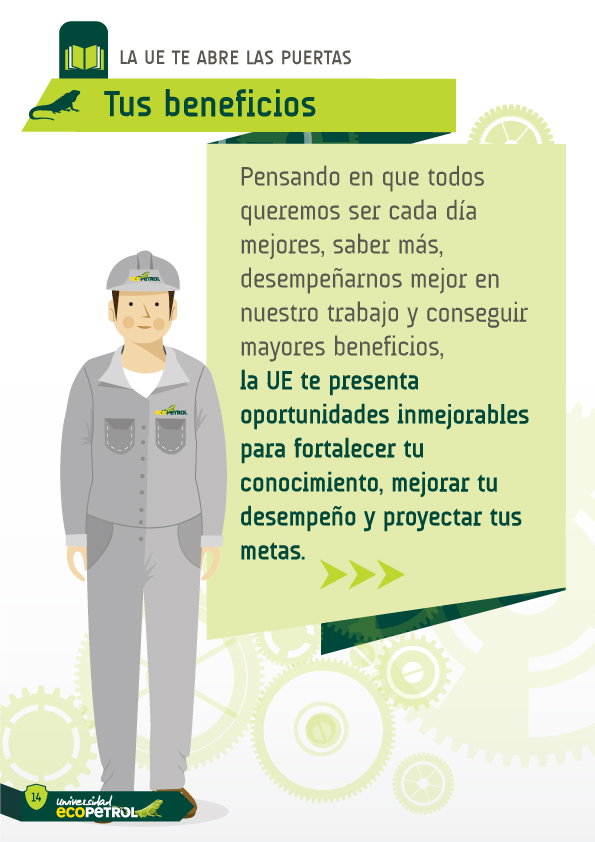 LA UE TE ABRE LAS PUERTAS
Tus beneficios
Pensando en que todos
queremos ser cada día
mejores, saber más,
desempeñarnos mejor en
nuestro trabajo y conseguir
mayores beneficios,
la UE te presenta
oportunidades inmejorables
para fortalecer tu
conocimiento, mejorar tu
desempeño y proyectar tus
metas.
ECOPETROL
ECOPETROL
14
universidad
ECOPETROL